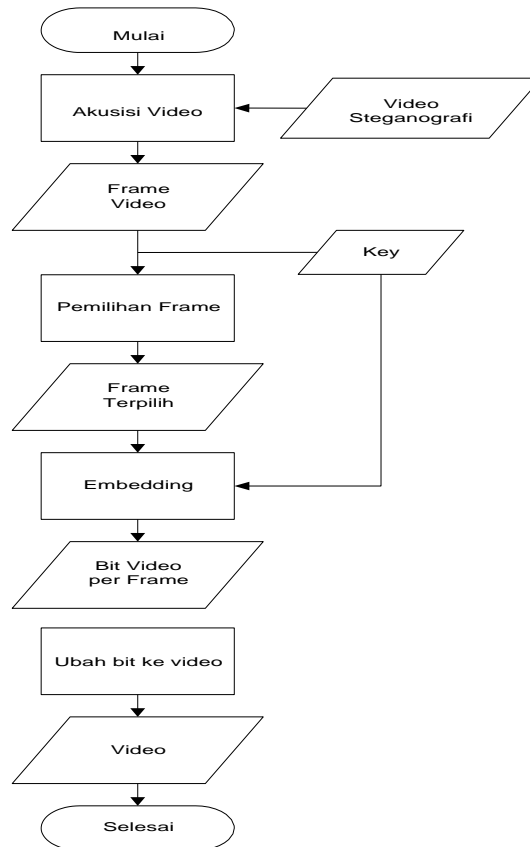 Mulai
Akusisi Video
Video
Steganografi
Frame
Video
Key
Pemilihan Frame
Frame
Terpilih
Embedding
Bit Video
per Frame
Ubah bit ke video
Video
Selesai